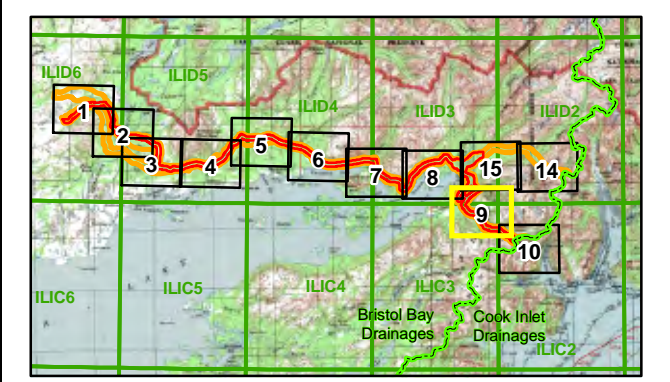 ILID6
ILID5
ILID4
ILID3
ILID2
1
2
3
4
5
6
7
8
15
14
9
10
ILIC6
ILIC5
ILIC4
ILIC3
ILIC2
Bristol Bay
Drainages
Cook Inlet
Drainages
LAKE